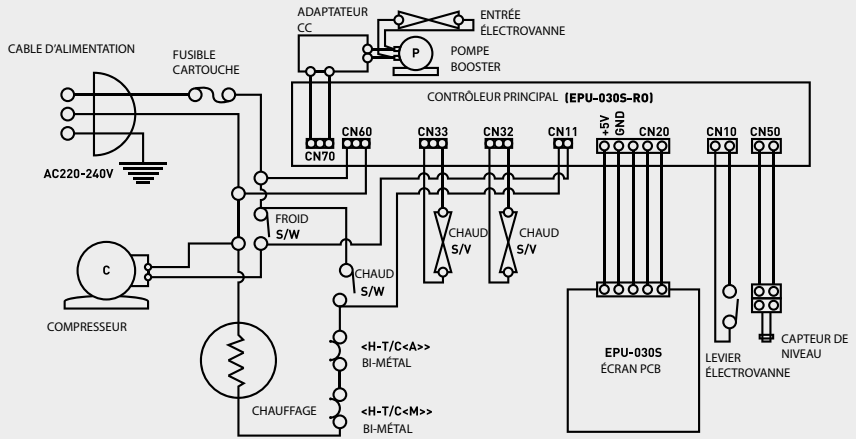 ADAPTATEUR
CC
ENTRÉE
ÉLECTROVANNE
P
POMPE
BOOSTER
CABLE D'ALIMENTATION
FUSIBLE
CARTOUCHE
AC220-240V
CONTRÔLEUR PRINCIPAL (EPU-030S-RO)
CN70
CN60
CN33
CN32
CN11
+5V
GND
CN20
CN10
CN50
FROID
S/W
CHAUD
S/W
CHAUD
S/V
CHAUD
S/V
C
COMPRESSEUR
CHAUFFAGE
<H-T/C<A>>
BI-MÉTAL
<H-T/C<M>>
BI-MÉTAL
EPU-030S
ÉCRAN PCB
LEVIER
ÉLECTROVANNE
CAPTEUR DE
NIVEAU